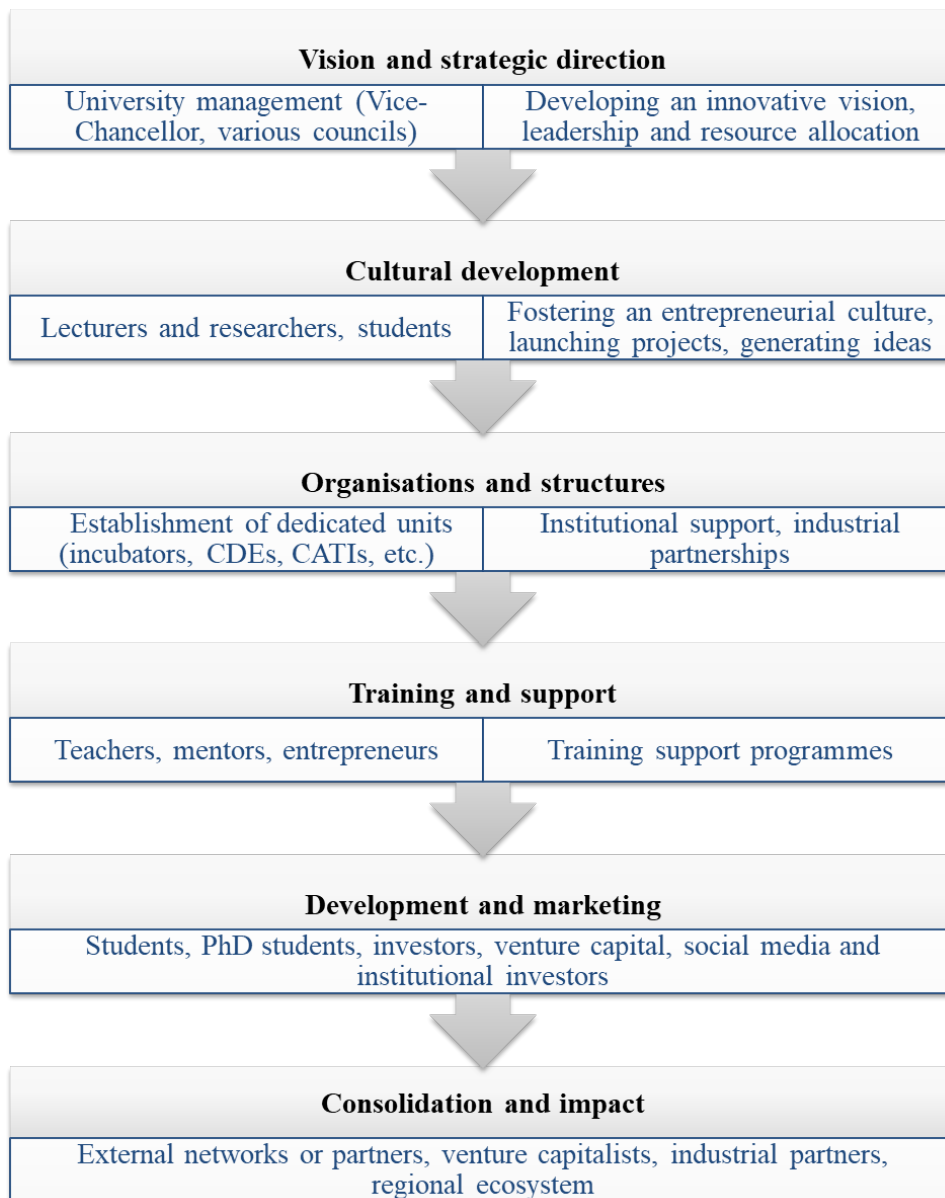 Vision and strategic direction
University management (Vice-
Chancellor, various councils)
Developing an innovative vision,
leadership and resource allocation
Cultural development
Lecturers and researchers, students
Fostering an entrepreneurial culture,
launching projects, generating ideas
Organisations and structures
Establishment of dedicated units
(incubators, CDEs, CATIs, etc.)
Institutional support, industrial
partnerships
Training and support
Teachers, mentors, entrepreneurs
Training support programmes
Development and marketing
Students, PhD students, investors, venture capital, social media and
institutional investors
Consolidation and impact
External networks or partners, venture capitalists, industrial partners,
regional ecosystem